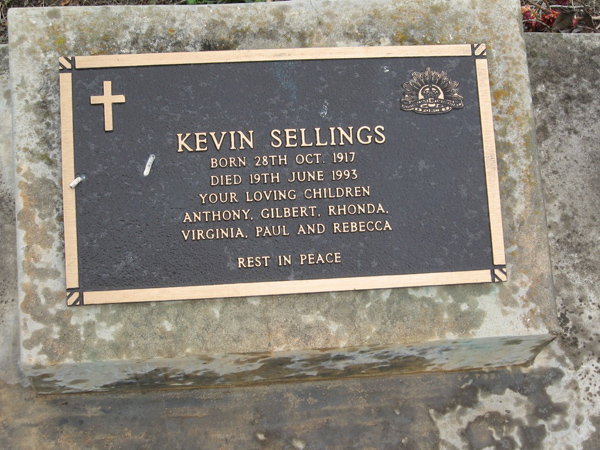 KEVIN SELLINGS
BORN 28TH OCT. 1917
DIED 19TH JUNE 1993
YOUR LOVING CHILDREN
ANTHONY, GILBERT, RHONDA,
VIRGINIA, PAUL AND REBECCA
REST IN PEACE